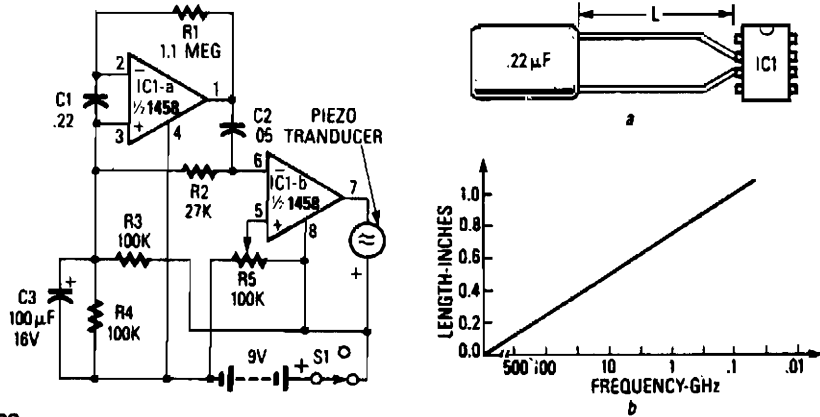 R1
1.1 MEG
2
IC1-a
½ 1458
1
C1
.22
3
4
C2
05
PIEZO
TRANDUCER
R2
27K
6
IC1-b
½ 1458
7
5
8
R3
100K
R5
100K
C3
100µF
16V
R4
100K
9V
S1
L
.22µF
IC1
a
LENGTH-INCHES
1.0
0.8
0.6
0.4
0.2
0.0
500 100 10 1 .1 .01
FREQUENCY-GHz
b